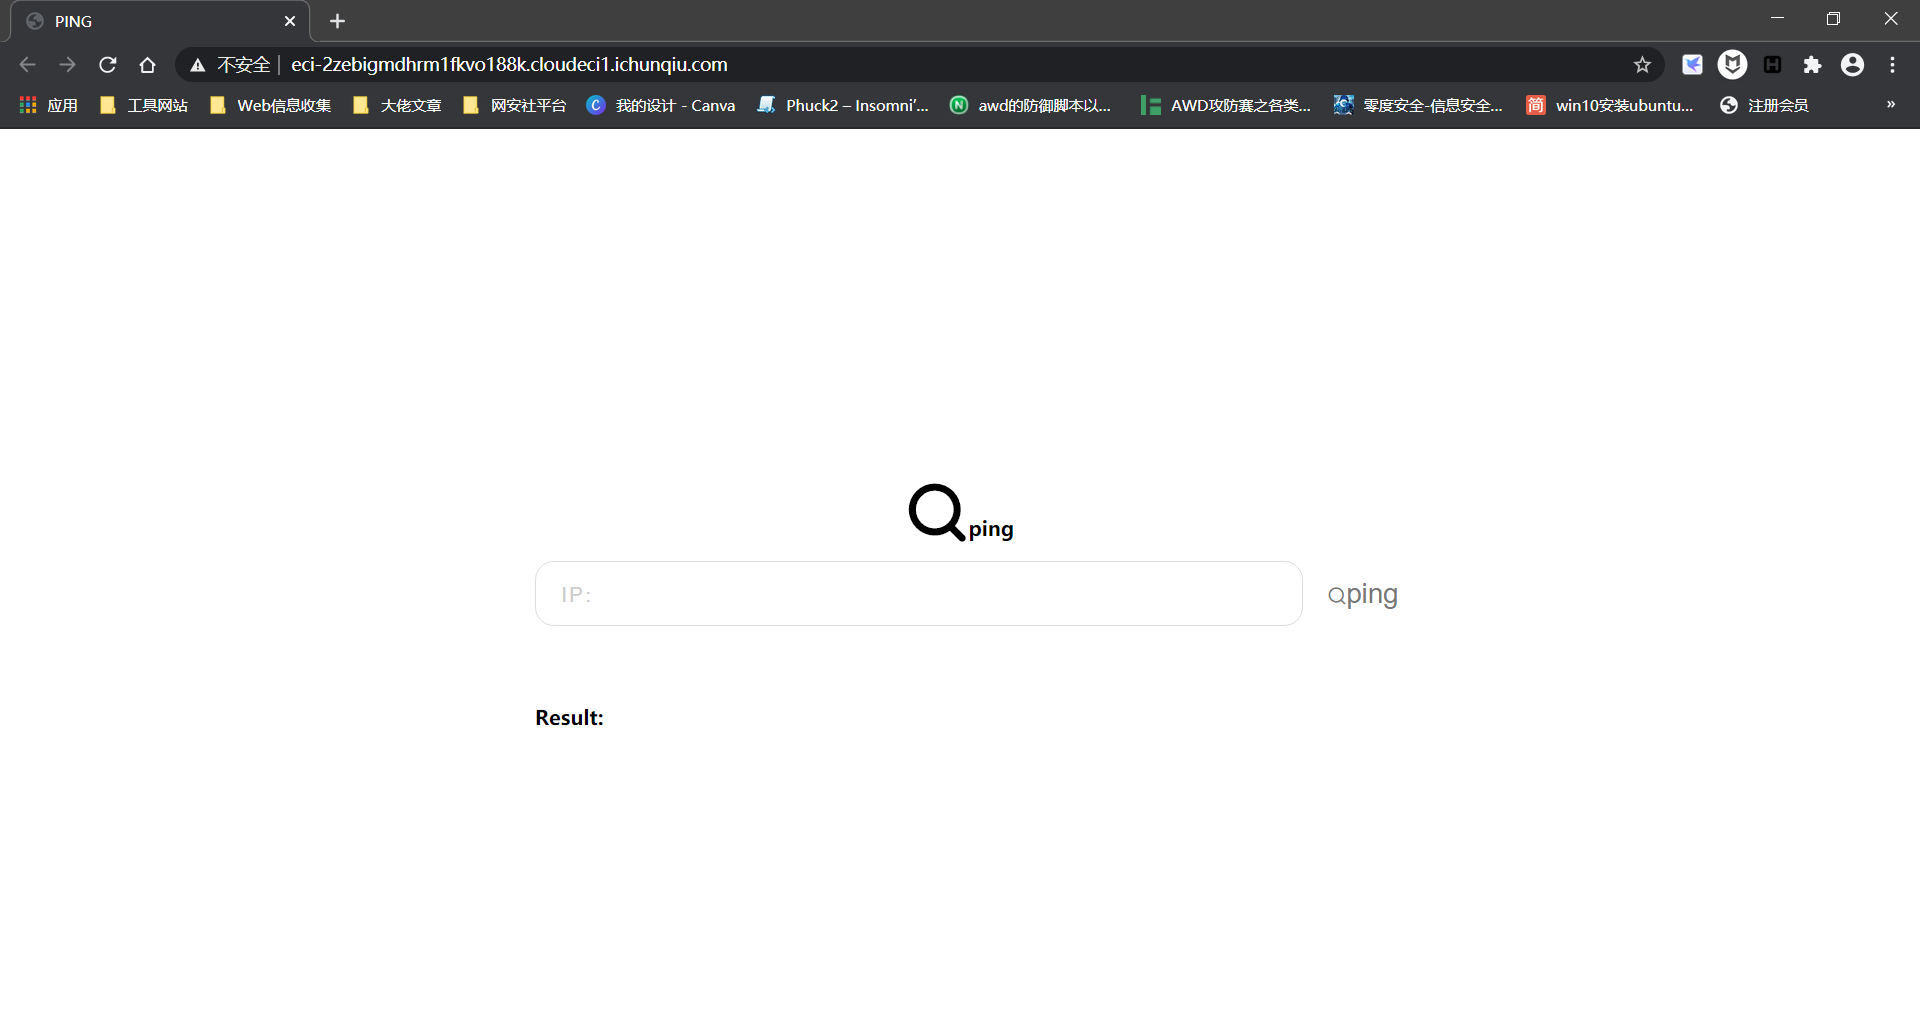 PING
不安全 eci-2zebigmdhrm1fkvo188k.cloudeci1.ichunqiu.com
应用 工具网站 Web信息收集 大佬文章 网安社平台 我的设计 - Canva Phuck2 – Insomni'... awd的防御脚本以... AWD攻防赛之各类... 零度安全-信息安全... 简 win10安装ubuntu... 注册会员 »
ping
IP: ping
Result: